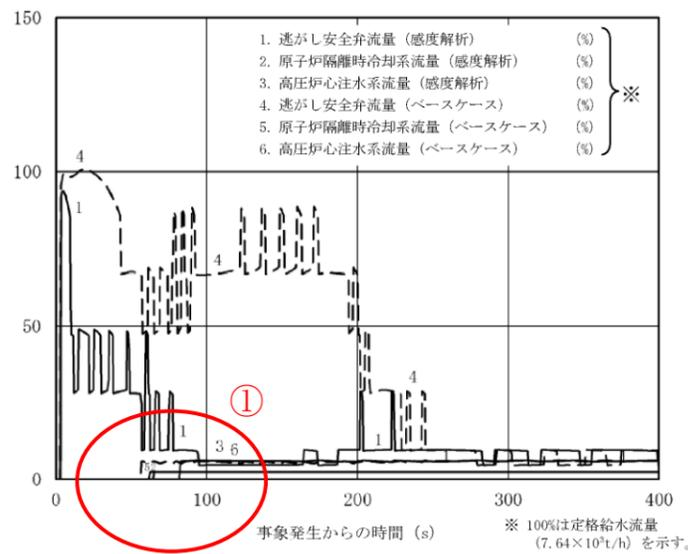 150
1. 逃がし安全弁流量（感度解析） (%)
2. 原子炉隔離時冷却系流量（感度解析） (%)
3. 高圧炉心注水系流量（感度解析） (%)
4. 逃がし安全弁流量（ベースケース） (%)
5. 原子炉隔離時冷却系流量（ベースケース） (%)
6. 高圧炉心注水系流量（ベースケース） (%)
※
4
100
1
4
50
4
①
1
3 6
1
5
0
0 100 200 300 400
事象発生からの時間（s）
※ 100%は定格給水流量
（7.64×10³t/h）を示す。